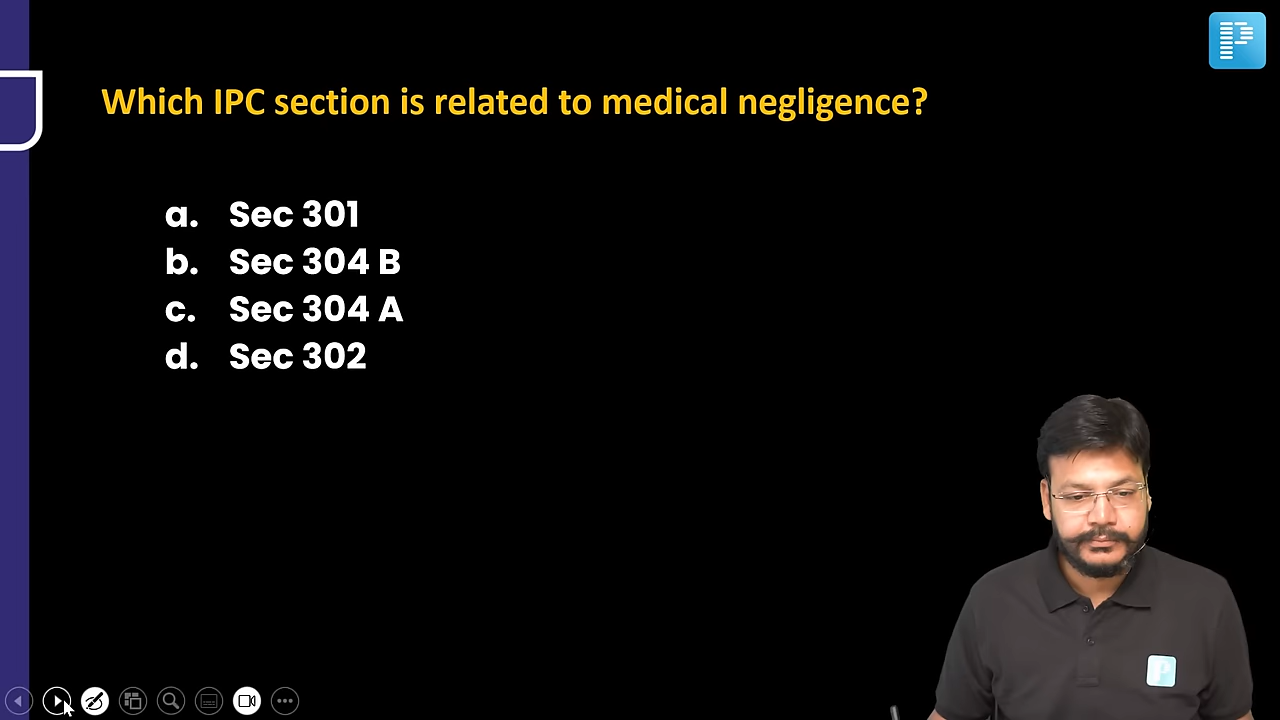 Which IPC section is related to medical negligence?
a. Sec 301
b. Sec 304 B
c. Sec 304 A
d. Sec 302